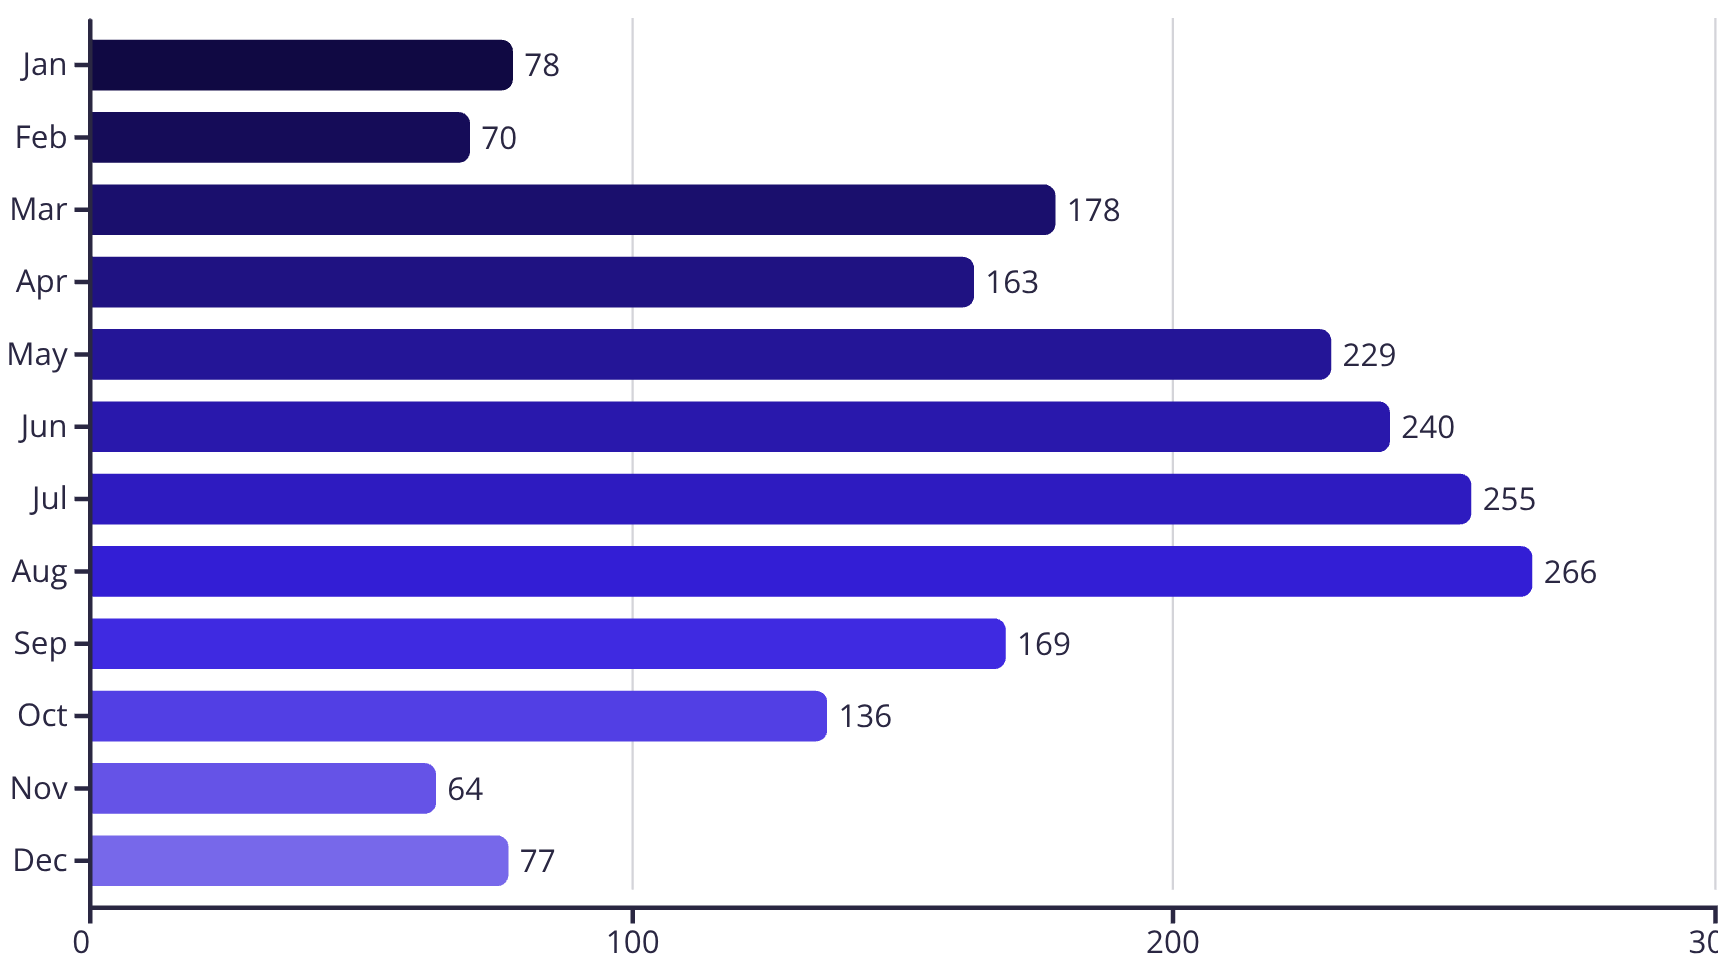 Jan 78
Feb 70
Mar 178
Apr 163
May 229
Jun 240
Jul 255
Aug 266
Sep 169
Oct 136
Nov 64
Dec 77
0 100 200